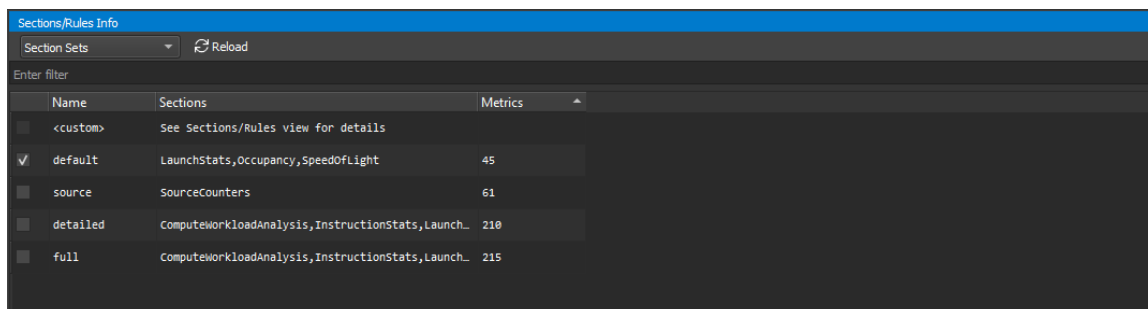 Sections/Rules Info
Section Sets Reload
Enter filter
Name Sections Metrics
<custom> See Sections/Rules view for details
default LaunchStats,Occupancy,SpeedOfLight 45
source SourceCounters 61
detailed ComputeWorkloadAnalysis,InstructionStats,Launch… 210
full ComputeWorkloadAnalysis,InstructionStats,Launch… 215